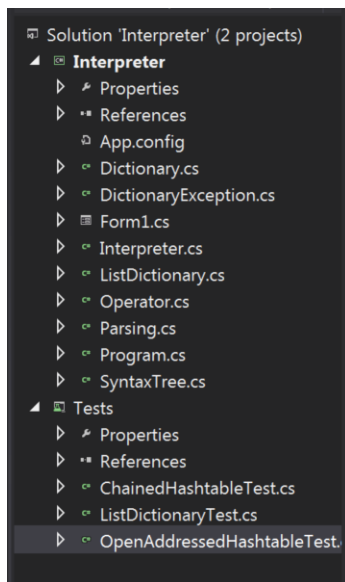 Solution 'Interpreter' (2 projects)
Interpreter
Properties
References
App.config
Dictionary.cs
DictionaryException.cs
Form1.cs
Interpreter.cs
ListDictionary.cs
Operator.cs
Parsing.cs
Program.cs
SyntaxTree.cs
Tests
Properties
References
ChainedHashtableTest.cs
ListDictionaryTest.cs
OpenAddressedHashtableTest.